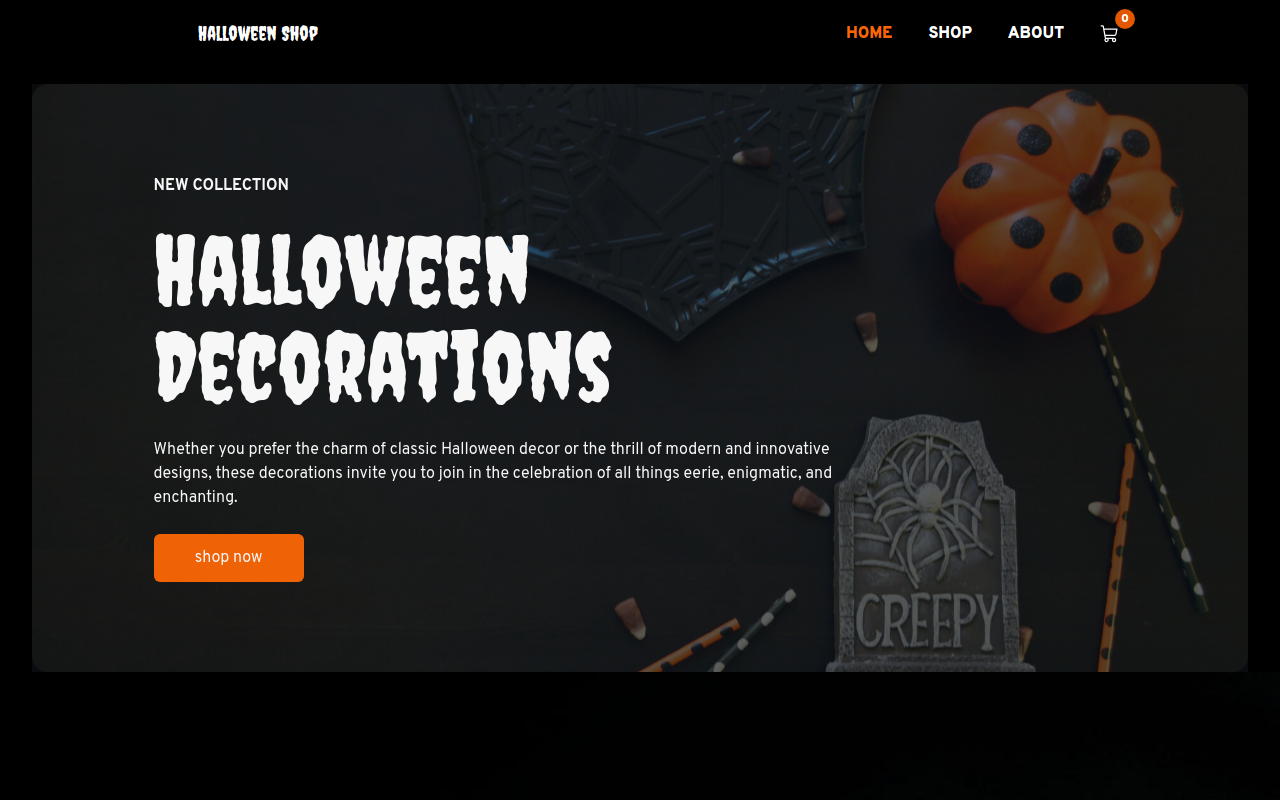 HALLOWEEN SHOP
HOME SHOP ABOUT 0
NEW COLLECTION
HALLOWEEN
DECORATIONS
Whether you prefer the charm of classic Halloween decor or the thrill of modern and innovative
designs, these decorations invite you to join in the celebration of all things eerie, enigmatic, and
enchanting.
shop now
CREEPY